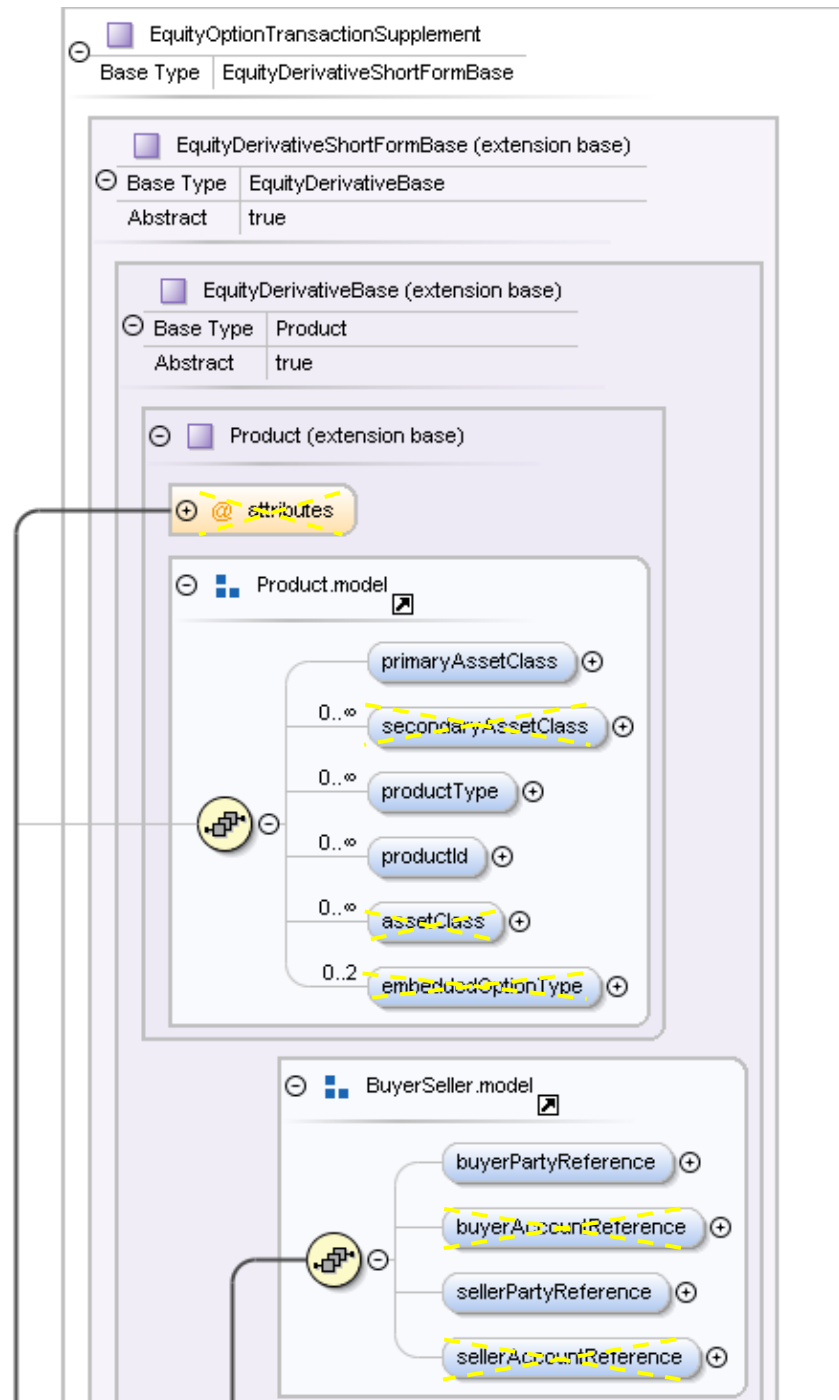 EquityOptionTransactionSupplement
Base Type EquityDerivativeShortFormBase
EquityDerivativeShortFormBase (extension base)
Base Type EquityDerivativeBase
Abstract true
EquityDerivativeBase (extension base)
Base Type Product
Abstract true
Product (extension base)
@ attributes
Product.model
primaryAssetClass
0..∞ secondaryAssetClass
0..∞ productType
0..∞ productId
0..∞ assetClass
0..2 embeddedOptionType
BuyerSeller.model
buyerPartyReference
buyerAccountReference
sellerPartyReference
sellerAccountReference